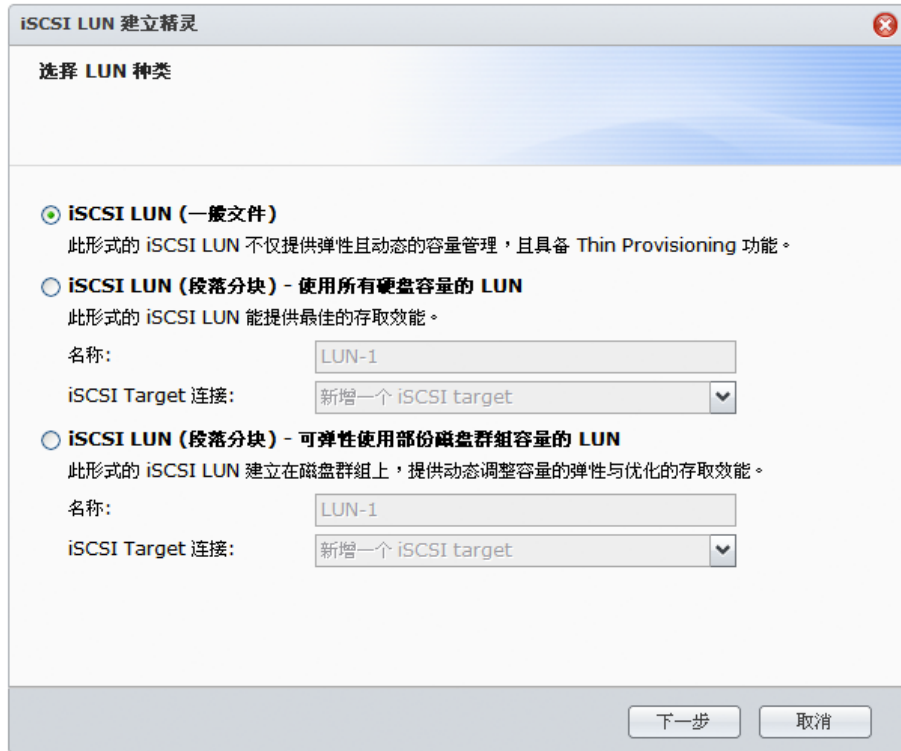 iSCSI LUN 建立精灵
选择 LUN 种类
iSCSI LUN (一般文件)
此形式的 iSCSI LUN 不仅提供弹性且动态的容量管理，且具备 Thin Provisioning 功能。
iSCSI LUN (段落分块) - 使用所有硬盘容量的 LUN
此形式的 iSCSI LUN 能提供最佳的存取效能。
名称: LUN-1
iSCSI Target 连接: 新增一个 iSCSI target
iSCSI LUN (段落分块) - 可弹性使用部份磁盘群组容量的 LUN
此形式的 iSCSI LUN 建立在磁盘群组上，提供动态调整容量的弹性与优化的存取效能。
名称: LUN-1
iSCSI Target 连接: 新增一个 iSCSI target
下一步 取消